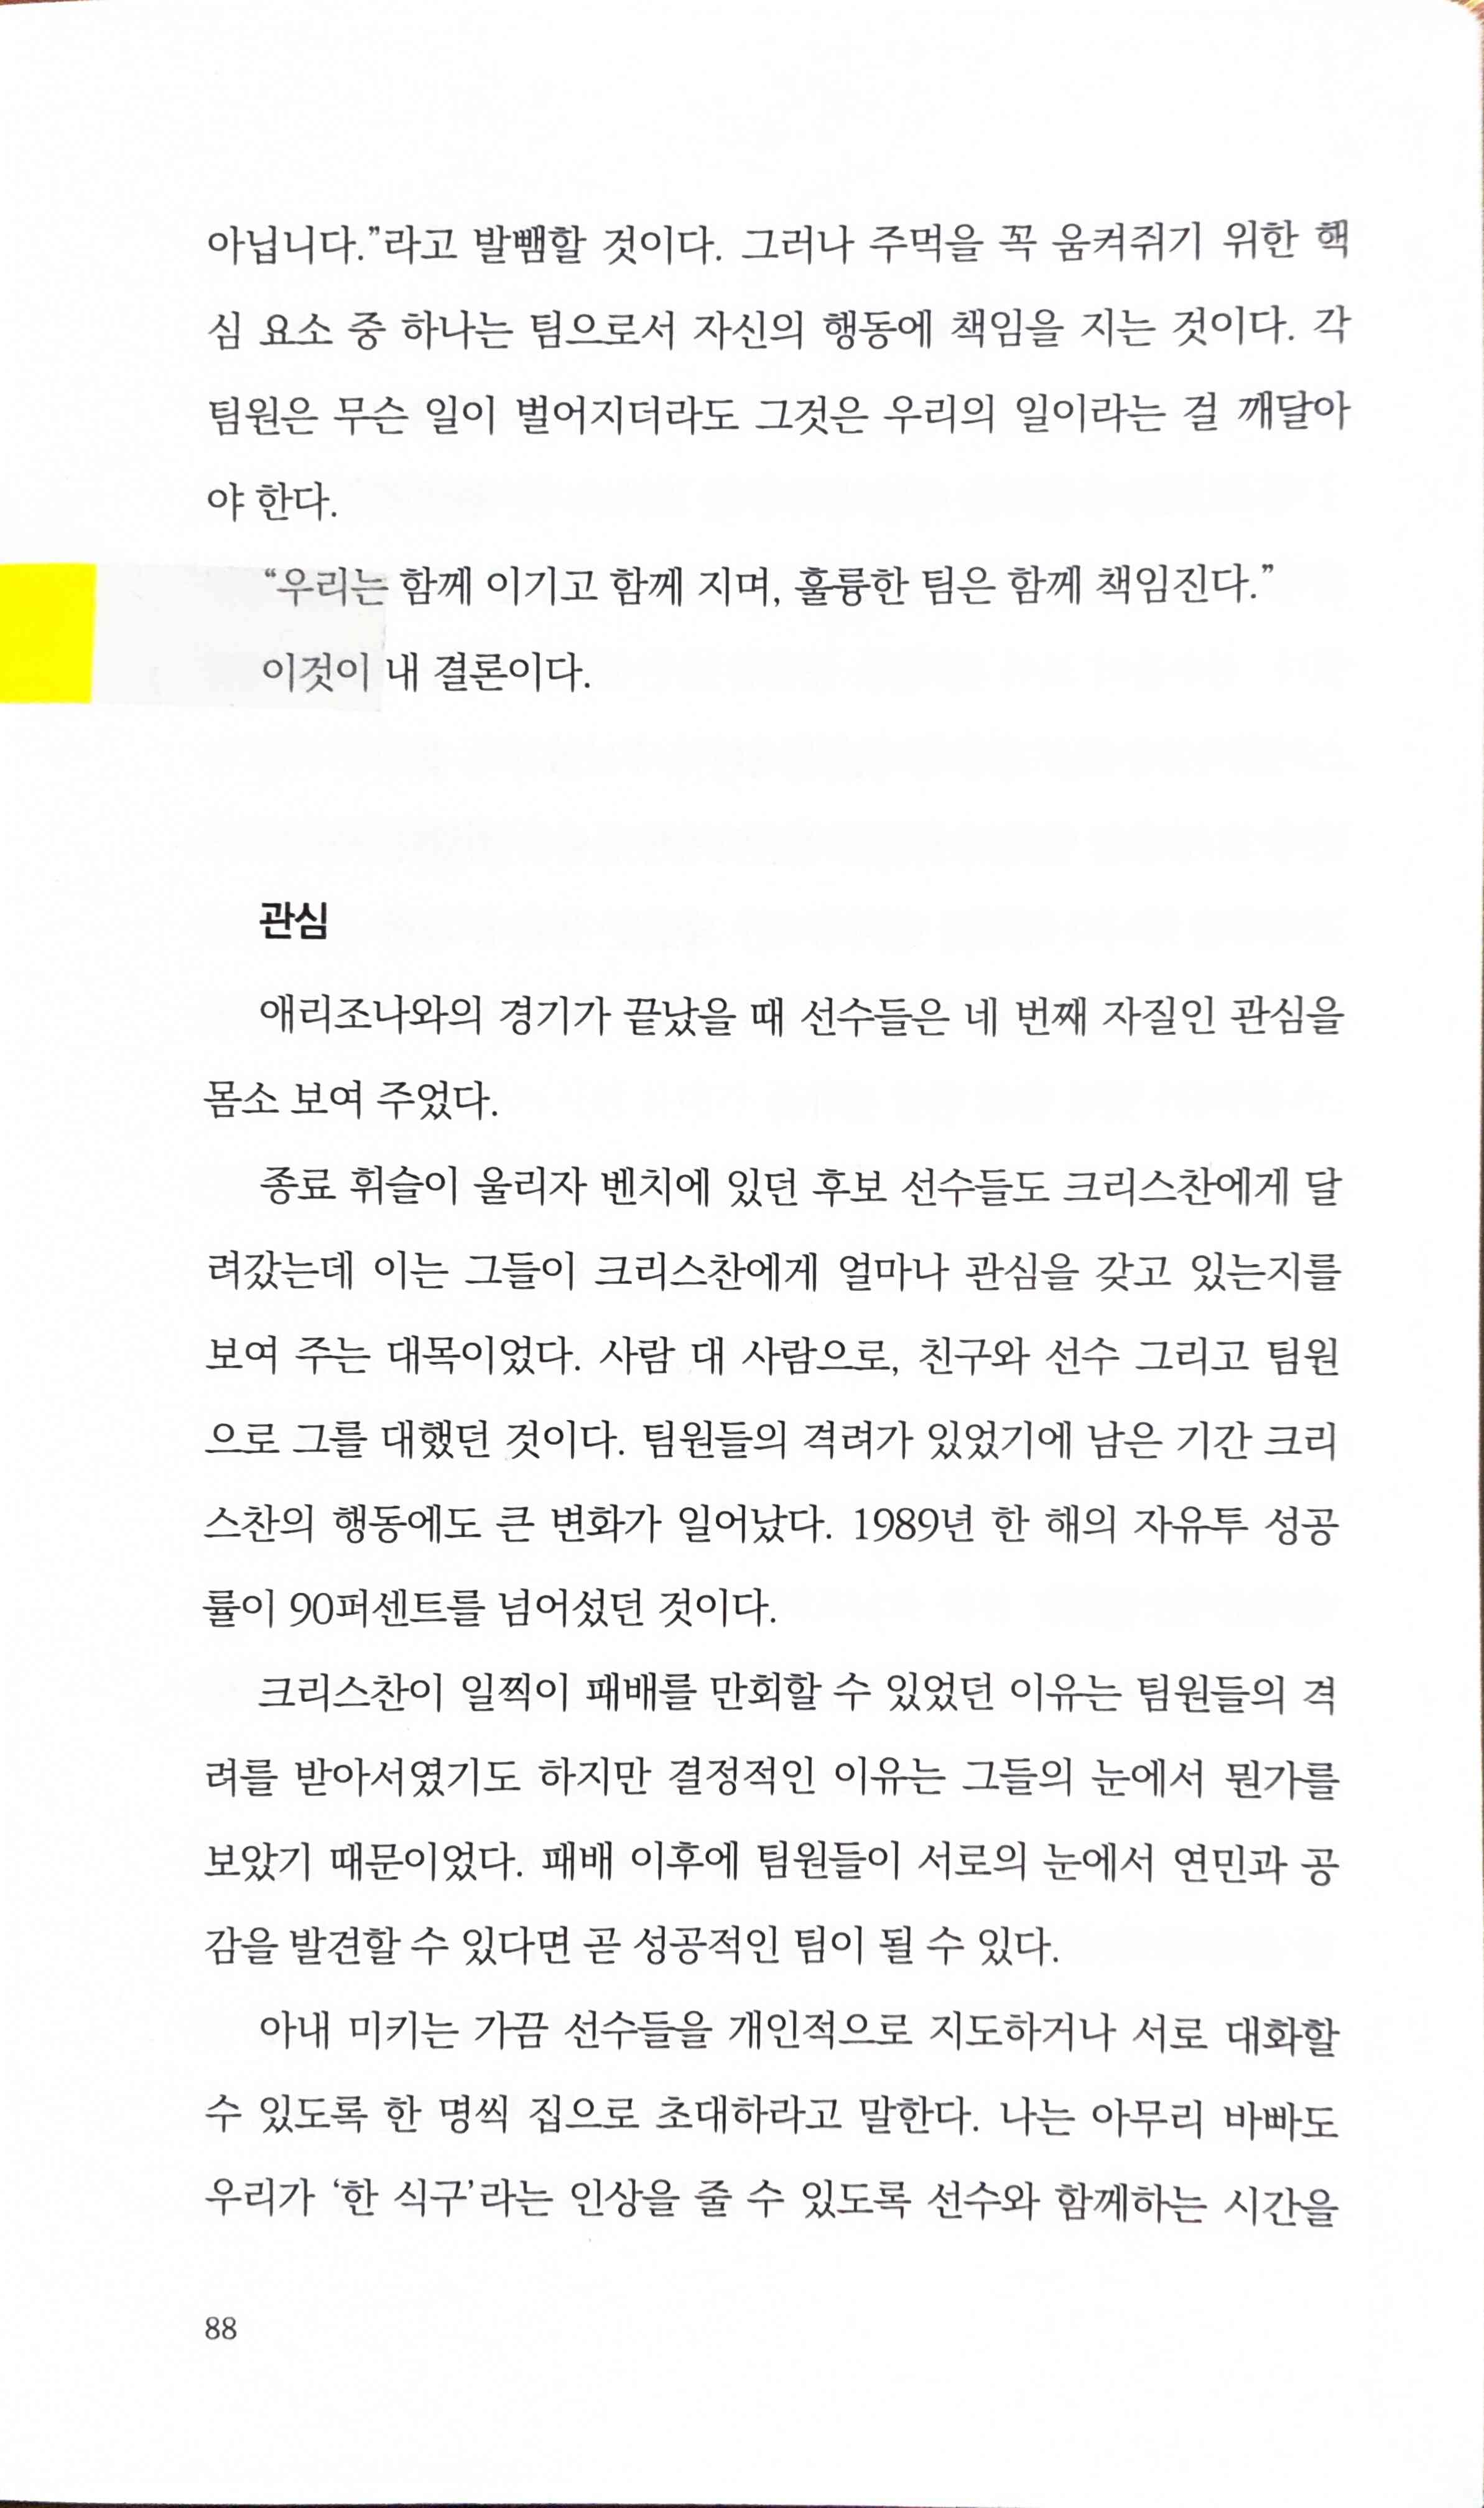 아닙니다.”라고 발뺌할 것이다. 그러나 주먹을 꼭 움켜쥐기 위한 핵
심 요소 중 하나는 팀으로서 자신의 행동에 책임을 지는 것이다. 각
팀원은 무슨 일이 벌어지더라도 그것은 우리의 일이라는 걸 깨달아
야 한다.
“우리는 함께 이기고 함께 지며, 훌륭한 팀은 함께 책임진다.”
이것이 내 결론이다.
관심
애리조나와의 경기가 끝났을 때 선수들은 네 번째 자질인 관심을
몸소 보여 주었다.
종료 휘슬이 울리자 벤치에 있던 후보 선수들도 크리스찬에게 달
려갔는데 이는 그들이 크리스찬에게 얼마나 관심을 갖고 있는지를
보여 주는 대목이었다. 사람 대 사람으로, 친구와 선수 그리고 팀원
으로 그를 대했던 것이다. 팀원들의 격려가 있었기에 남은 기간 크리
스찬의 행동에도 큰 변화가 일어났다. 1989년 한 해의 자유투 성공
률이 90퍼센트를 넘어섰던 것이다.
크리스찬이 일찍이 패배를 만회할 수 있었던 이유는 팀원들의 격
려를 받아서였기도 하지만 결정적인 이유는 그들의 눈에서 뭔가를
보았기 때문이었다. 패배 이후에 팀원들이 서로의 눈에서 연민과 공
감을 발견할 수 있다면 곧 성공적인 팀이 될 수 있다.
아내 미키는 가끔 선수들을 개인적으로 지도하거나 서로 대화할
수 있도록 한 명씩 집으로 초대하라고 말한다. 나는 아무리 바빠도
우리가 ‘한 식구’라는 인상을 줄 수 있도록 선수와 함께하는 시간을
88